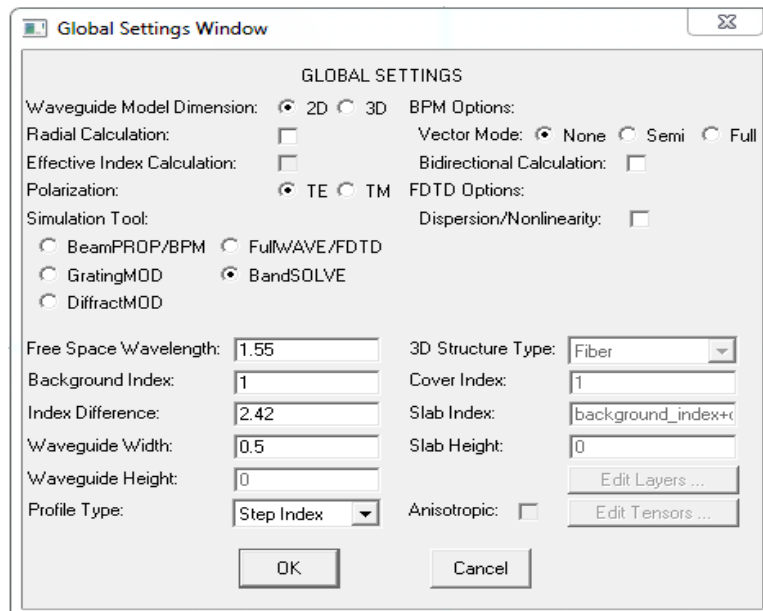 Global Settings Window
GLOBAL SETTINGS
Waveguide Model Dimension: 2D 3D BPM Options:
Radial Calculation: Vector Mode: None Semi Full
Effective Index Calculation: Bidirectional Calculation:
Polarization: TE TM FDTD Options:
Simulation Tool: Dispersion/Nonlinearity:
BeamPROP/BPM FullWAVE/FDTD
GratingMOD BandSOLVE
DiffractMOD
Free Space Wavelength: 1.55 3D Structure Type: Fiber
Background Index: 1 Cover Index: 1
Index Difference: 2.42 Slab Index: background_index+
Waveguide Width: 0.5 Slab Height: 0
Waveguide Height: 0 Edit Layers ...
Profile Type: Step Index Anisotropic: Edit Tensors ...
OK Cancel